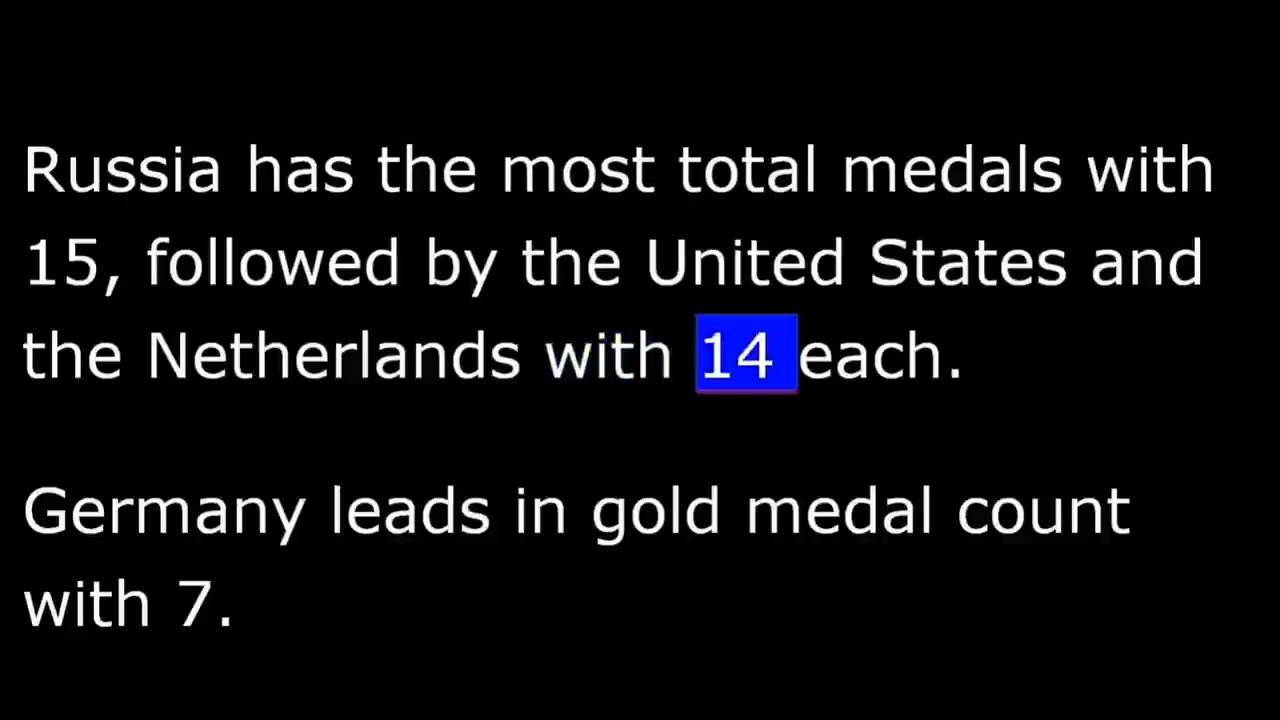 Russia has the most total medals with
15, followed by the United States and
the Netherlands with 14 each.
Germany leads in gold medal count
with 7.